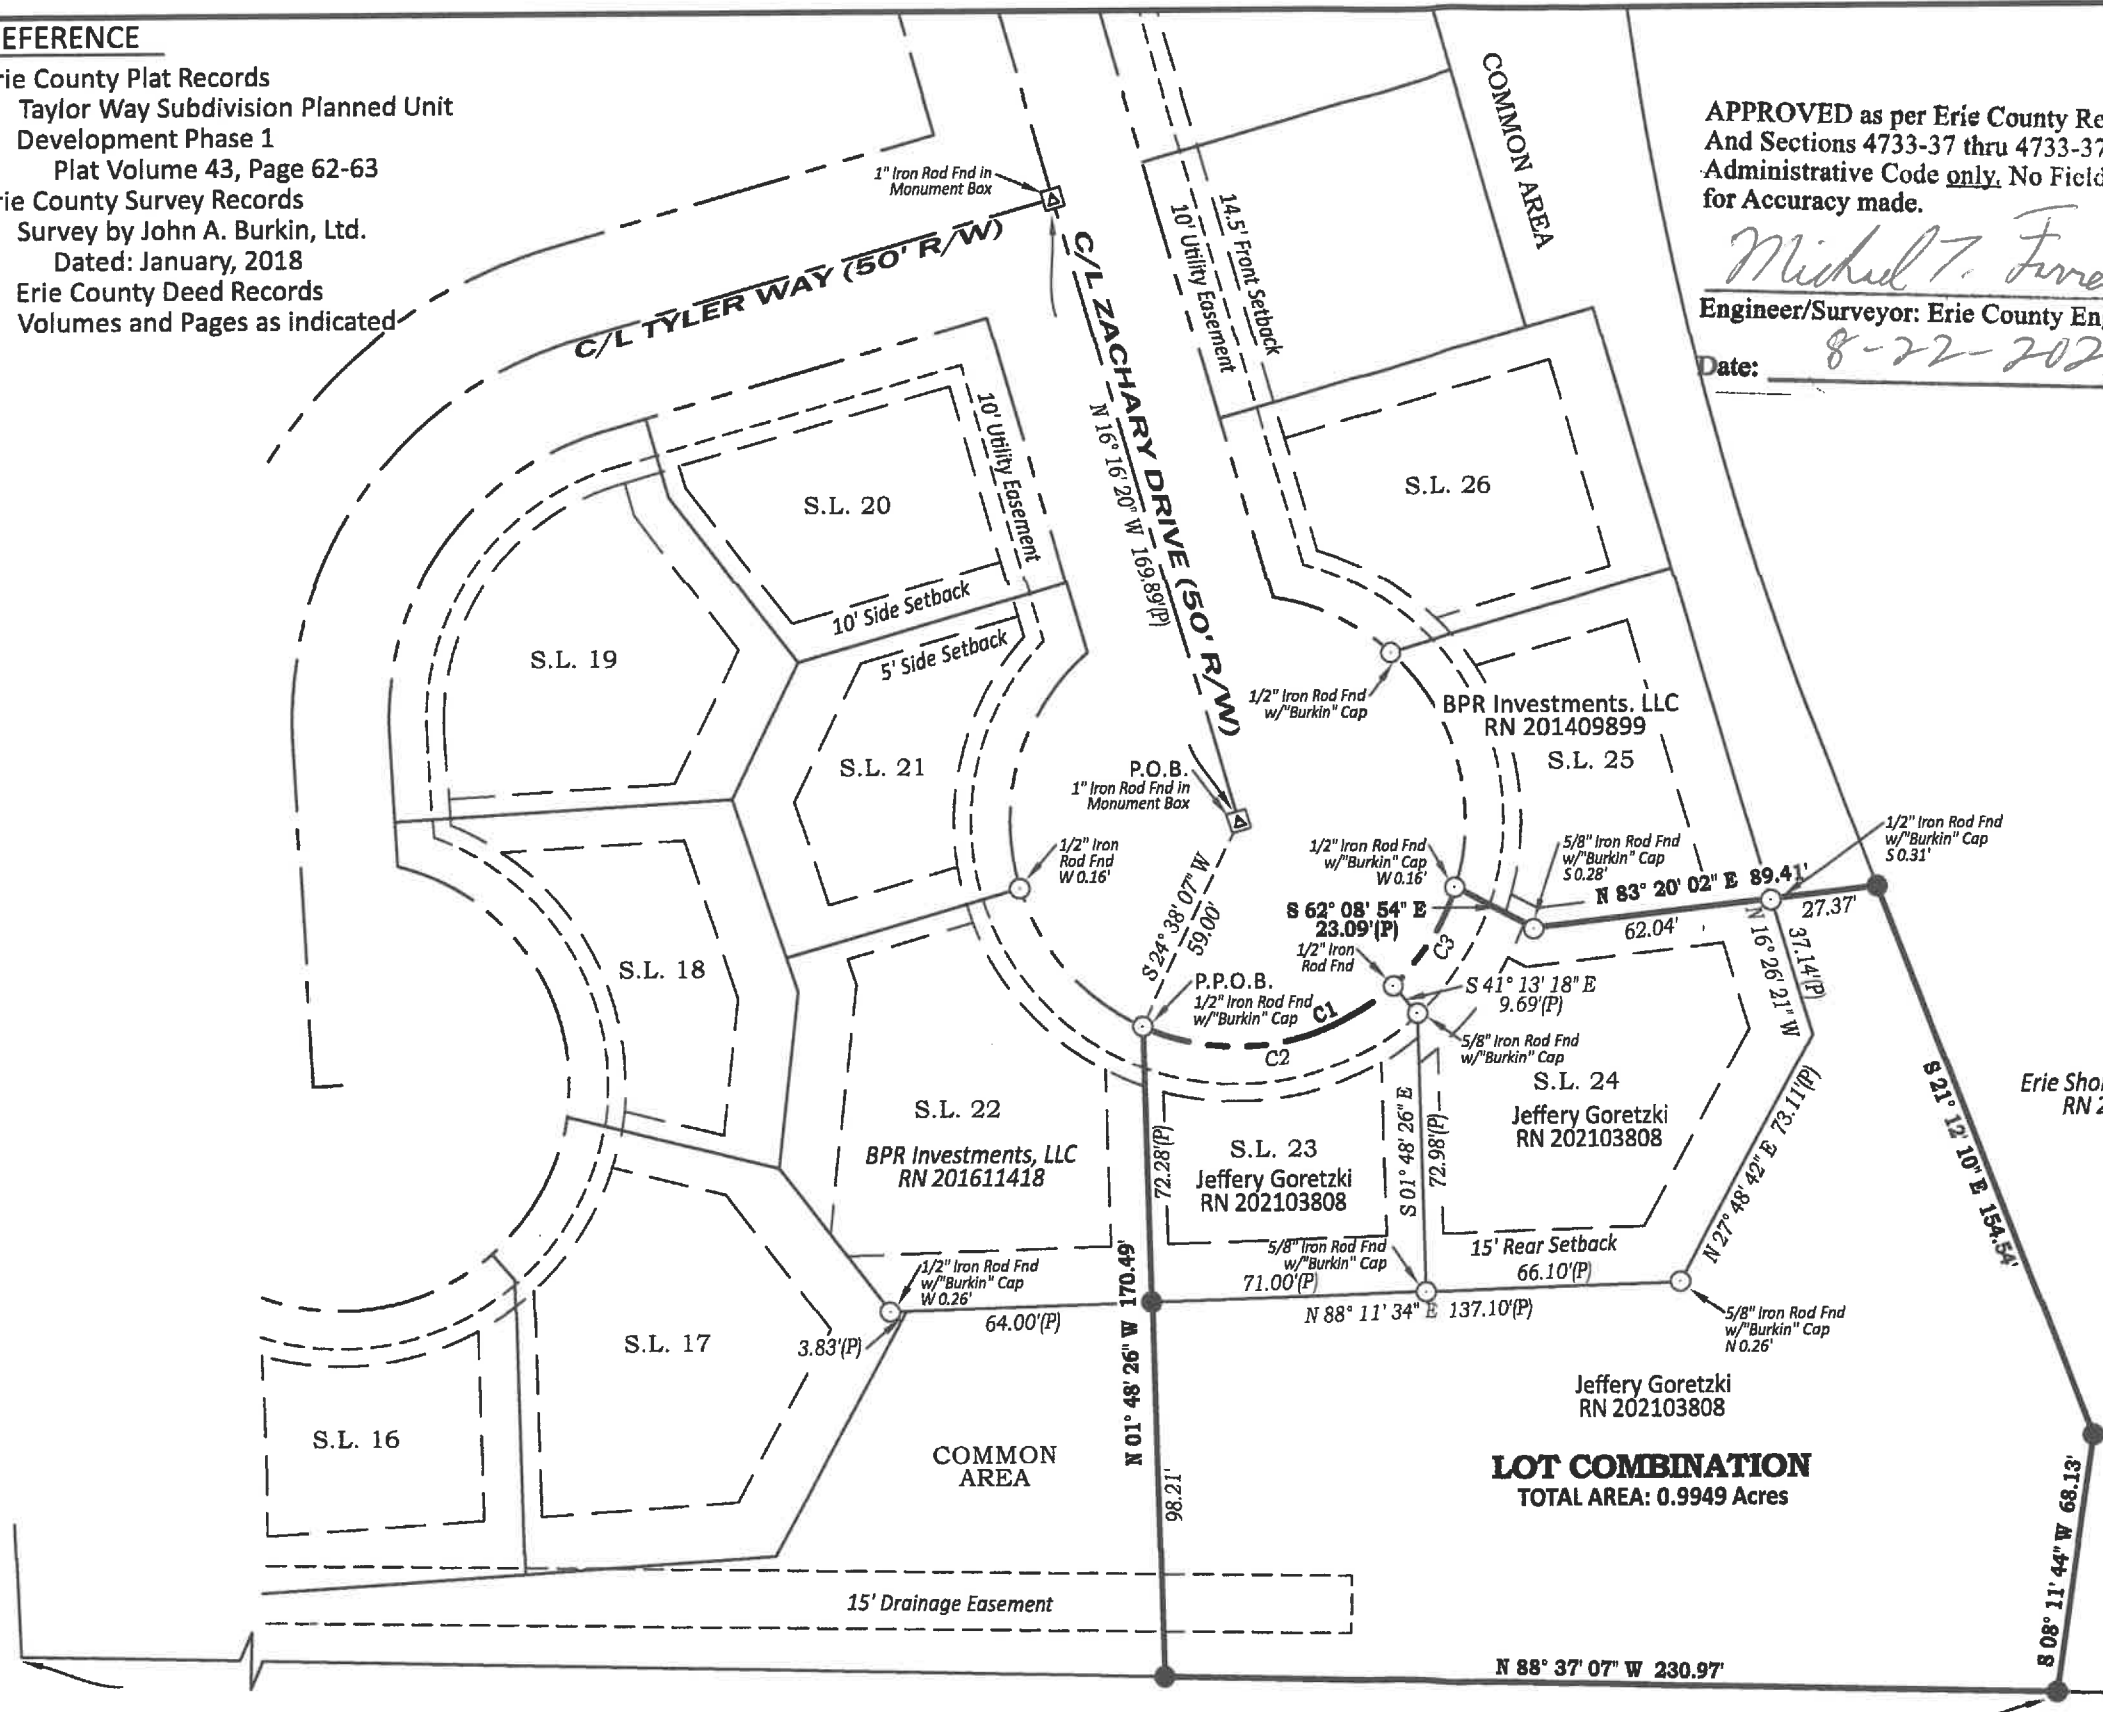 EFERENCE
rie County Plat Records
Taylor Way Subdivision Planned Unit
Development Phase 1
Plat Volume 43, Page 62-63
rie County Survey Records
Survey by John A. Burkin, Ltd.
Dated: January, 2018
Erie County Deed Records
Volumes and Pages as indicated
APPROVED as per Erie County Re
And Sections 4733-37 thru 4733-37
Administrative Code only. No Field
for Accuracy made.
Michael T.
Engineer/Surveyor: Erie County En
Date: 8-22-202
COMMON AREA
1" Iron Rod Fnd in
Monument Box
C/L TYLER WAY (50' R/W)
C/L ZACHARY DRIVE (50' R/W)
N 16° 16' 20" W 169.89'(P)
14.5' Front Setback
10' Utility Easement
10' Utility Easement
S.L. 20
S.L. 26
10' Side Setback
5' Side Setback
S.L. 19
S.L. 21
1/2" Iron Rod Fnd
w/"Burkin" Cap
BPR Investments. LLC
RN 201409899
S.L. 25
P.O.B.
1" Iron Rod Fnd in
Monument Box
1/2" Iron
Rod Fnd
W 0.16'
1/2" Iron Rod Fnd
w/"Burkin" Cap
W 0.16'
5/8" Iron Rod Fnd
w/"Burkin" Cap
S 0.28'
1/2" Iron Rod Fnd
w/"Burkin" Cap
S 0.31'
N 83° 20' 02" E 89.41'
62.04'
27.37'
S 62° 08' 54" E
23.09'(P)
S 24° 38' 07" W
59.00'
C3
1/2" Iron
Rod Fnd
N 16° 26' 21" W
37.14'(P)
S.L. 18
P.P.O.B.
1/2" Iron Rod Fnd
w/"Burkin" Cap
C1
C2
S 41° 13' 18" E
9.69'(P)
5/8" Iron Rod Fnd
w/"Burkin" Cap
S.L. 24
Jeffery Goretzki
RN 202103808
S 21° 12' 10" E 154.54'
Erie Sho
RN 2
S.L. 22
BPR Investments, LLC
RN 201611418
72.28'(P)
S.L. 23
Jeffery Goretzki
RN 202103808
S 01° 48' 26" E
72.98'(P)
N 27° 48' 42" E 73.11'(P)
15' Rear Setback
66.10'(P)
5/8" Iron Rod Fnd
w/"Burkin" Cap
71.00'(P)
N 88° 11' 34" E 137.10'(P)
5/8" Iron Rod Fnd
w/"Burkin" Cap
N 0.26'
1/2" Iron Rod Fnd
w/"Burkin" Cap
W 0.26'
64.00'(P)
3.83'(P)
N 01° 48' 26" W 170.49'
S.L. 17
S.L. 16
COMMON
AREA
98.21'
Jeffery Goretzki
RN 202103808
LOT COMBINATION
TOTAL AREA: 0.9949 Acres
S 08° 11' 44" W 68.13'
15' Drainage Easement
N 88° 37' 07" W 230.97'